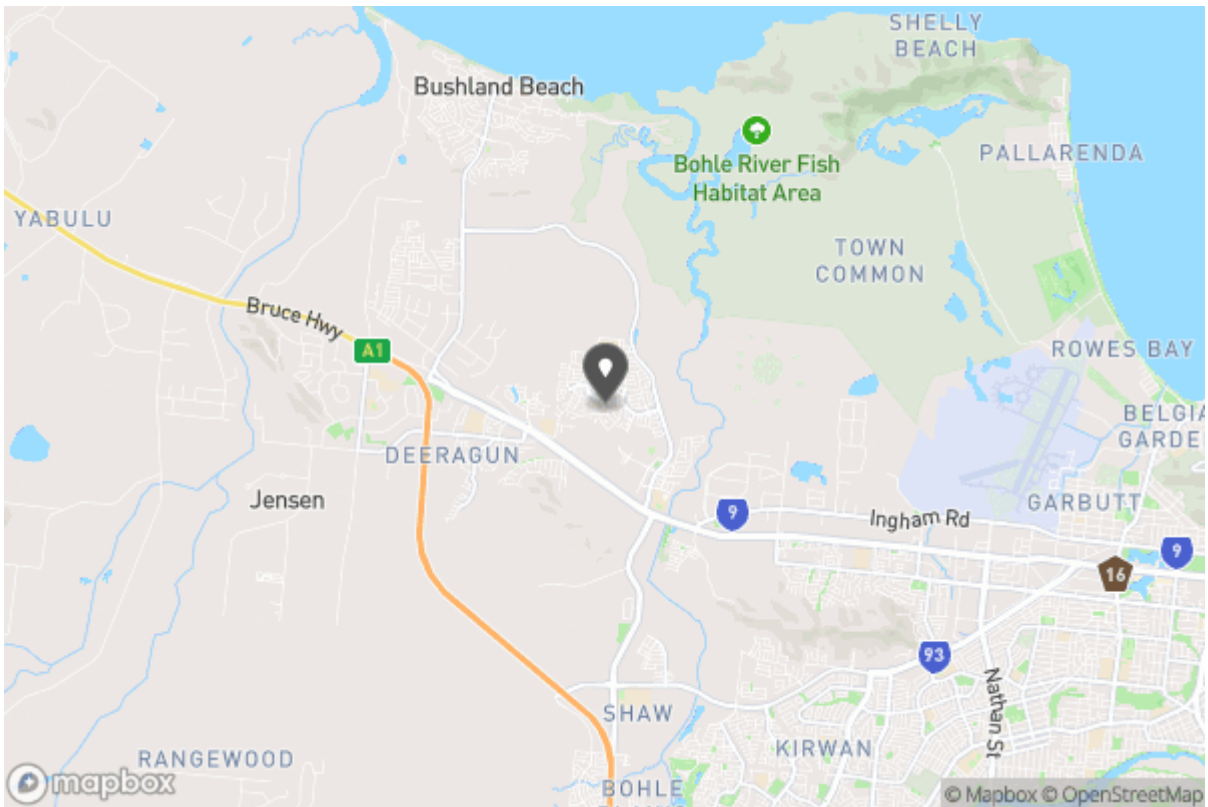 SHELLY
BEACH
Bushland Beach
Bohle River Fish
Habitat Area
PALLARENDA
YABULU
TOWN
COMMON
Bruce Hwy
A1
ROWES BAY
BELGIA
GARDE
DEERAGUN
Jensen
GARBUTT
9
Ingham Rd
9
16
93
Nathan St
SHAW
KIRWAN
RANGEWOOD
mapbox
BOHLE
© Mapbox © OpenStreetMap